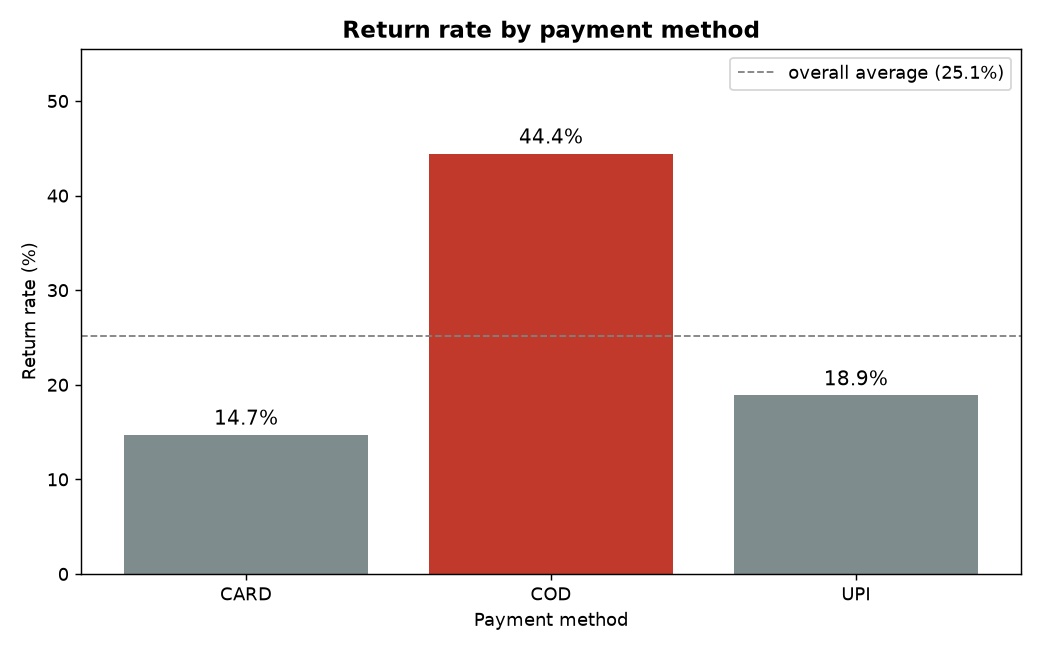 Return rate by payment method
overall average (25.1%)
Return rate (%)
50
40
30
20
10
0
44.4%
18.9%
14.7%
CARD
COD
UPI
Payment method